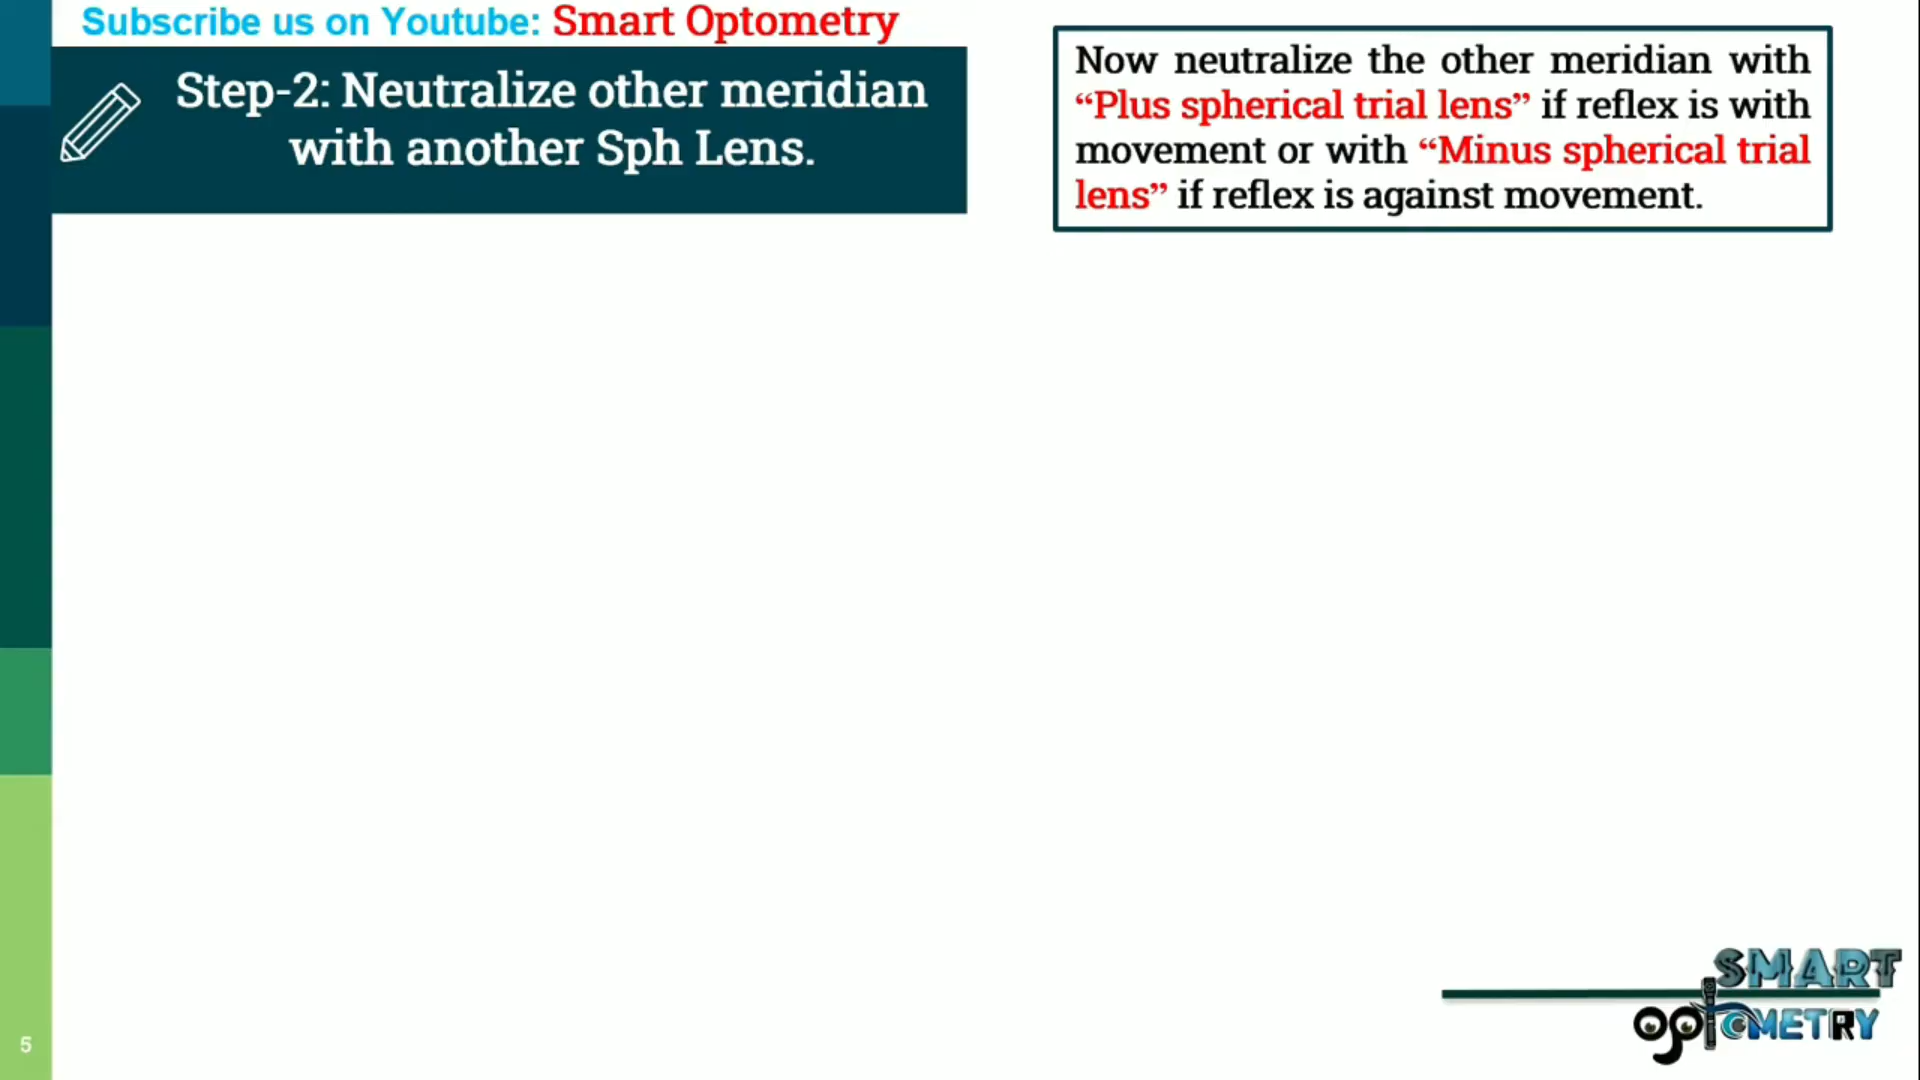 Subscribe us on Youtube: Smart Optometry
Step-2: Neutralize other meridian
with another Sph Lens.
Now neutralize the other meridian with
“Plus spherical trial lens” if reflex is with
movement or with “Minus spherical trial
lens” if reflex is against movement.
SMART
optOMETRY
5